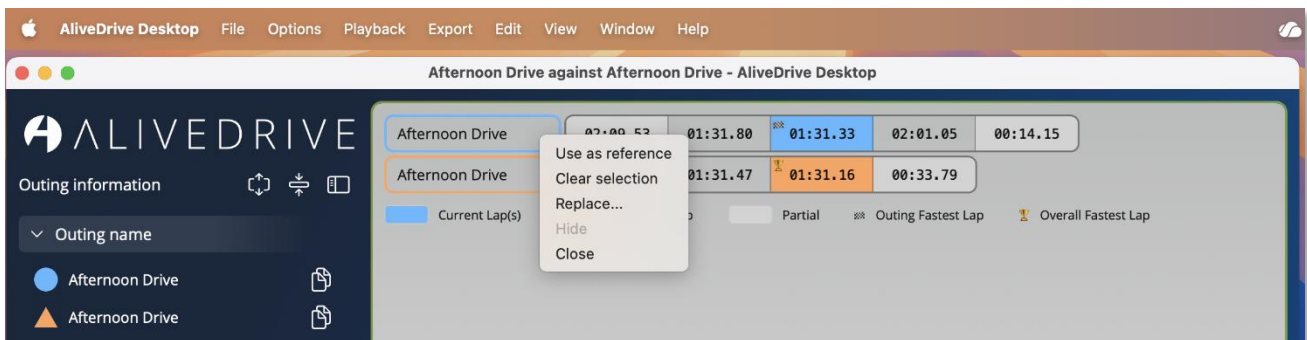 AliveDrive Desktop File Options Playback Export Edit View Window Help
Afternoon Drive against Afternoon Drive - AliveDrive Desktop
ALIVEDRIVE
Afternoon Drive 02:09.53 01:31.80 01:31.33 02:01.05 00:14.15
Afternoon Drive 01:31.47 01:31.16 00:33.79
Current Lap(s) Partial Outing Fastest Lap Overall Fastest Lap
Use as reference
Clear selection
Replace...
Hide
Close
Outing information
Outing name
Afternoon Drive
Afternoon Drive